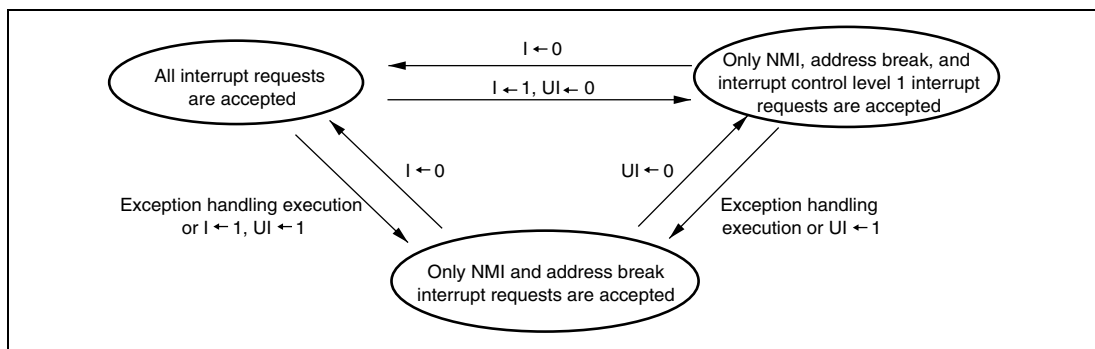 I ← 0
All interrupt requests
are accepted
Only NMI, address break, and
interrupt control level 1 interrupt
requests are accepted
I ← 1, UI ← 0
I ← 0
UI ← 0
Exception handling execution
or I ← 1, UI ← 1
Exception handling
execution or UI ← 1
Only NMI and address break
interrupt requests are accepted